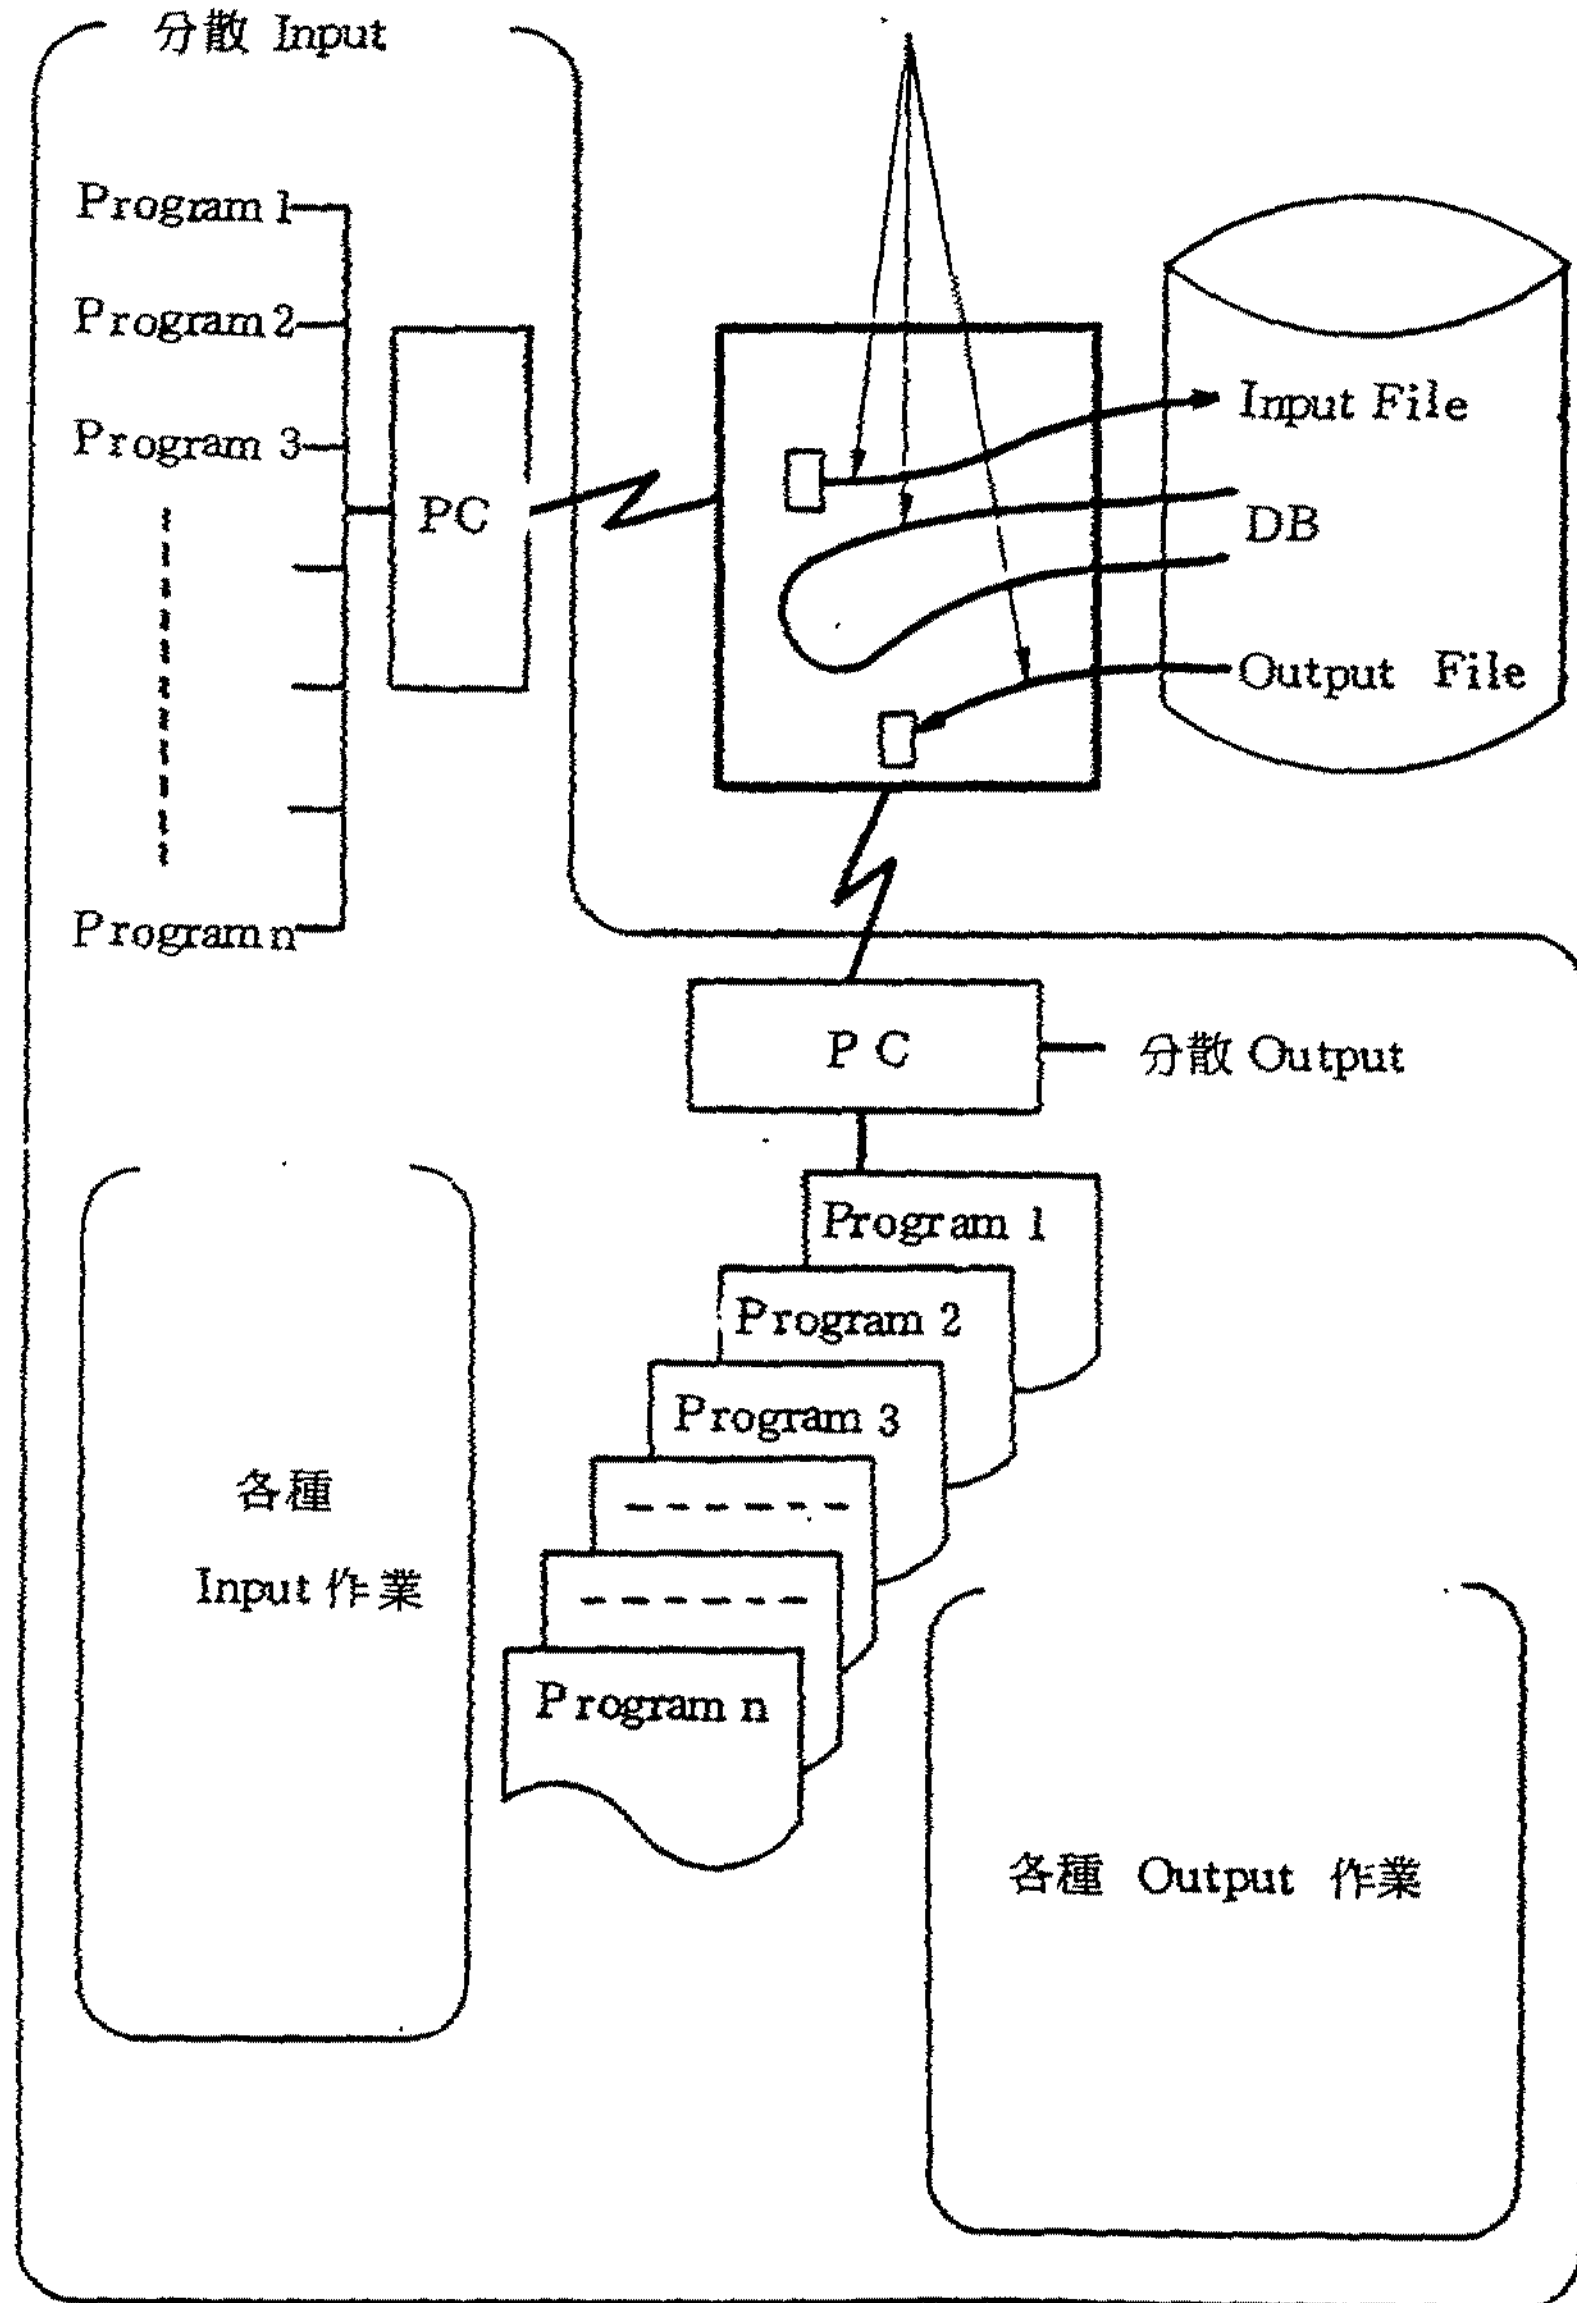 分散 Input
Program 1
Program 2
Program 3
Program n
PC
Input File
DB
Output File
PC
分散 Output
Program 1
Program 2
Program 3
Program n
各種
Input 作業
各種 Output 作業